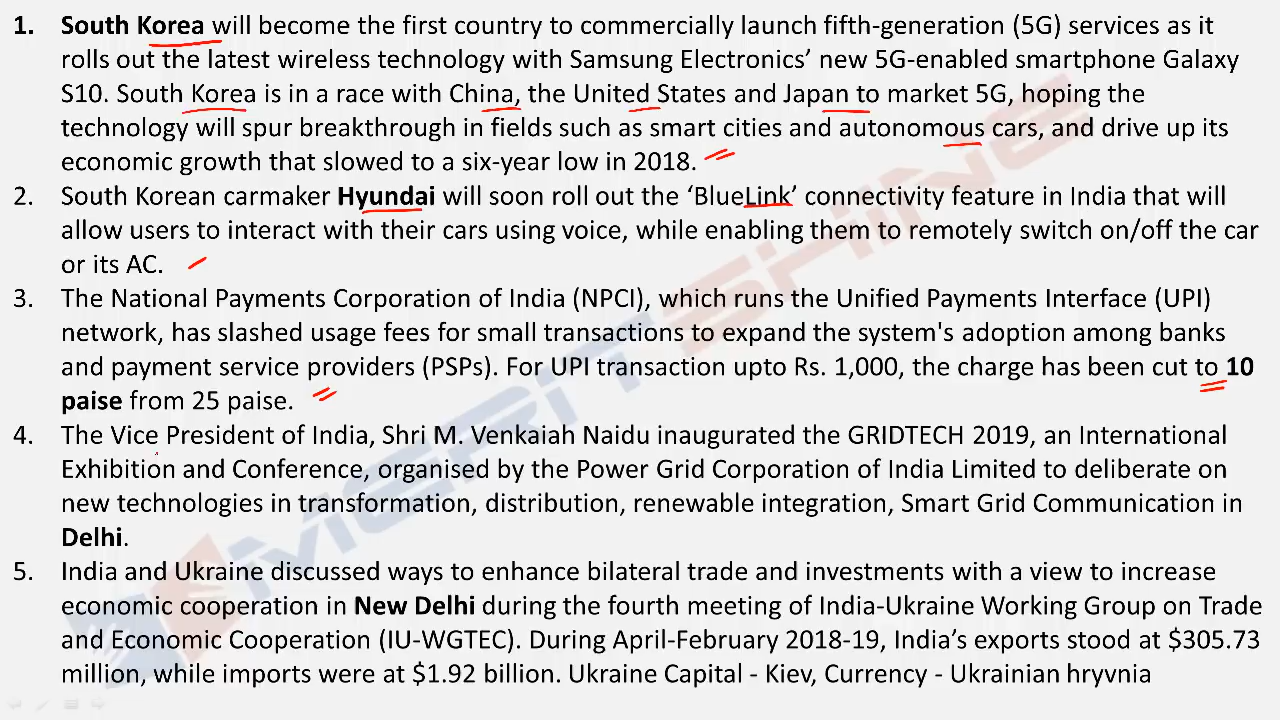 1. South Korea will become the first country to commercially launch fifth-generation (5G) services as it
rolls out the latest wireless technology with Samsung Electronics’ new 5G-enabled smartphone Galaxy
S10. South Korea is in a race with China, the United States and Japan to market 5G, hoping the
technology will spur breakthrough in fields such as smart cities and autonomous cars, and drive up its
economic growth that slowed to a six-year low in 2018.
2. South Korean carmaker Hyundai will soon roll out the ‘BlueLink’ connectivity feature in India that will
allow users to interact with their cars using voice, while enabling them to remotely switch on/off the car
or its AC.
3. The National Payments Corporation of India (NPCI), which runs the Unified Payments Interface (UPI)
network, has slashed usage fees for small transactions to expand the system's adoption among banks
and payment service providers (PSPs). For UPI transaction upto Rs. 1,000, the charge has been cut to 10
paise from 25 paise.
4. The Vice President of India, Shri M. Venkaiah Naidu inaugurated the GRIDTECH 2019, an International
Exhibition and Conference, organised by the Power Grid Corporation of India Limited to deliberate on
new technologies in transformation, distribution, renewable integration, Smart Grid Communication in
Delhi.
5. India and Ukraine discussed ways to enhance bilateral trade and investments with a view to increase
economic cooperation in New Delhi during the fourth meeting of India-Ukraine Working Group on Trade
and Economic Cooperation (IU-WGTEC). During April-February 2018-19, India’s exports stood at $305.73
million, while imports were at $1.92 billion. Ukraine Capital - Kiev, Currency - Ukrainian hryvnia
MERIT SHINE